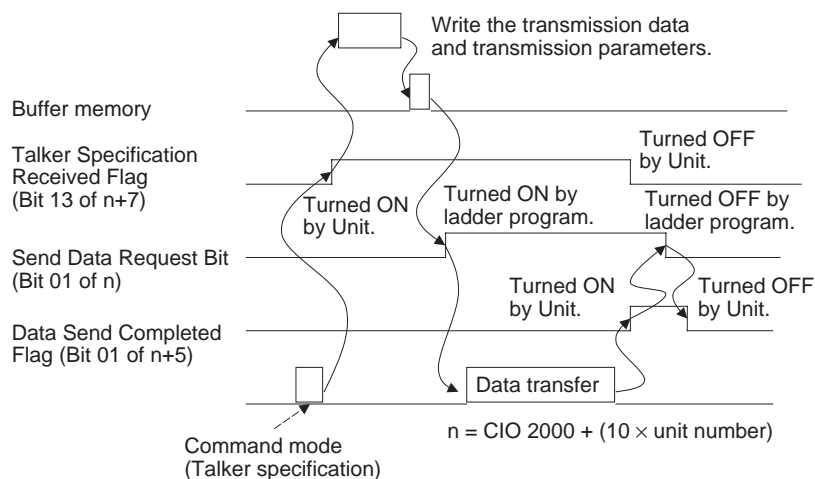 Write the transmission data
and transmission parameters.
Buffer memory
Talker Specification
Received Flag
(Bit 13 of n+7)
Turned OFF
by Unit.
Turned ON
by Unit.
Turned ON by
ladder program.
Turned OFF by
ladder program.
Send Data Request Bit
(Bit 01 of n)
Turned ON
by Unit.
Turned OFF
by Unit.
Data Send Completed
Flag (Bit 01 of n+5)
Data transfer
Command mode
(Talker specification)
n = CIO 2000 + (10 × unit number)